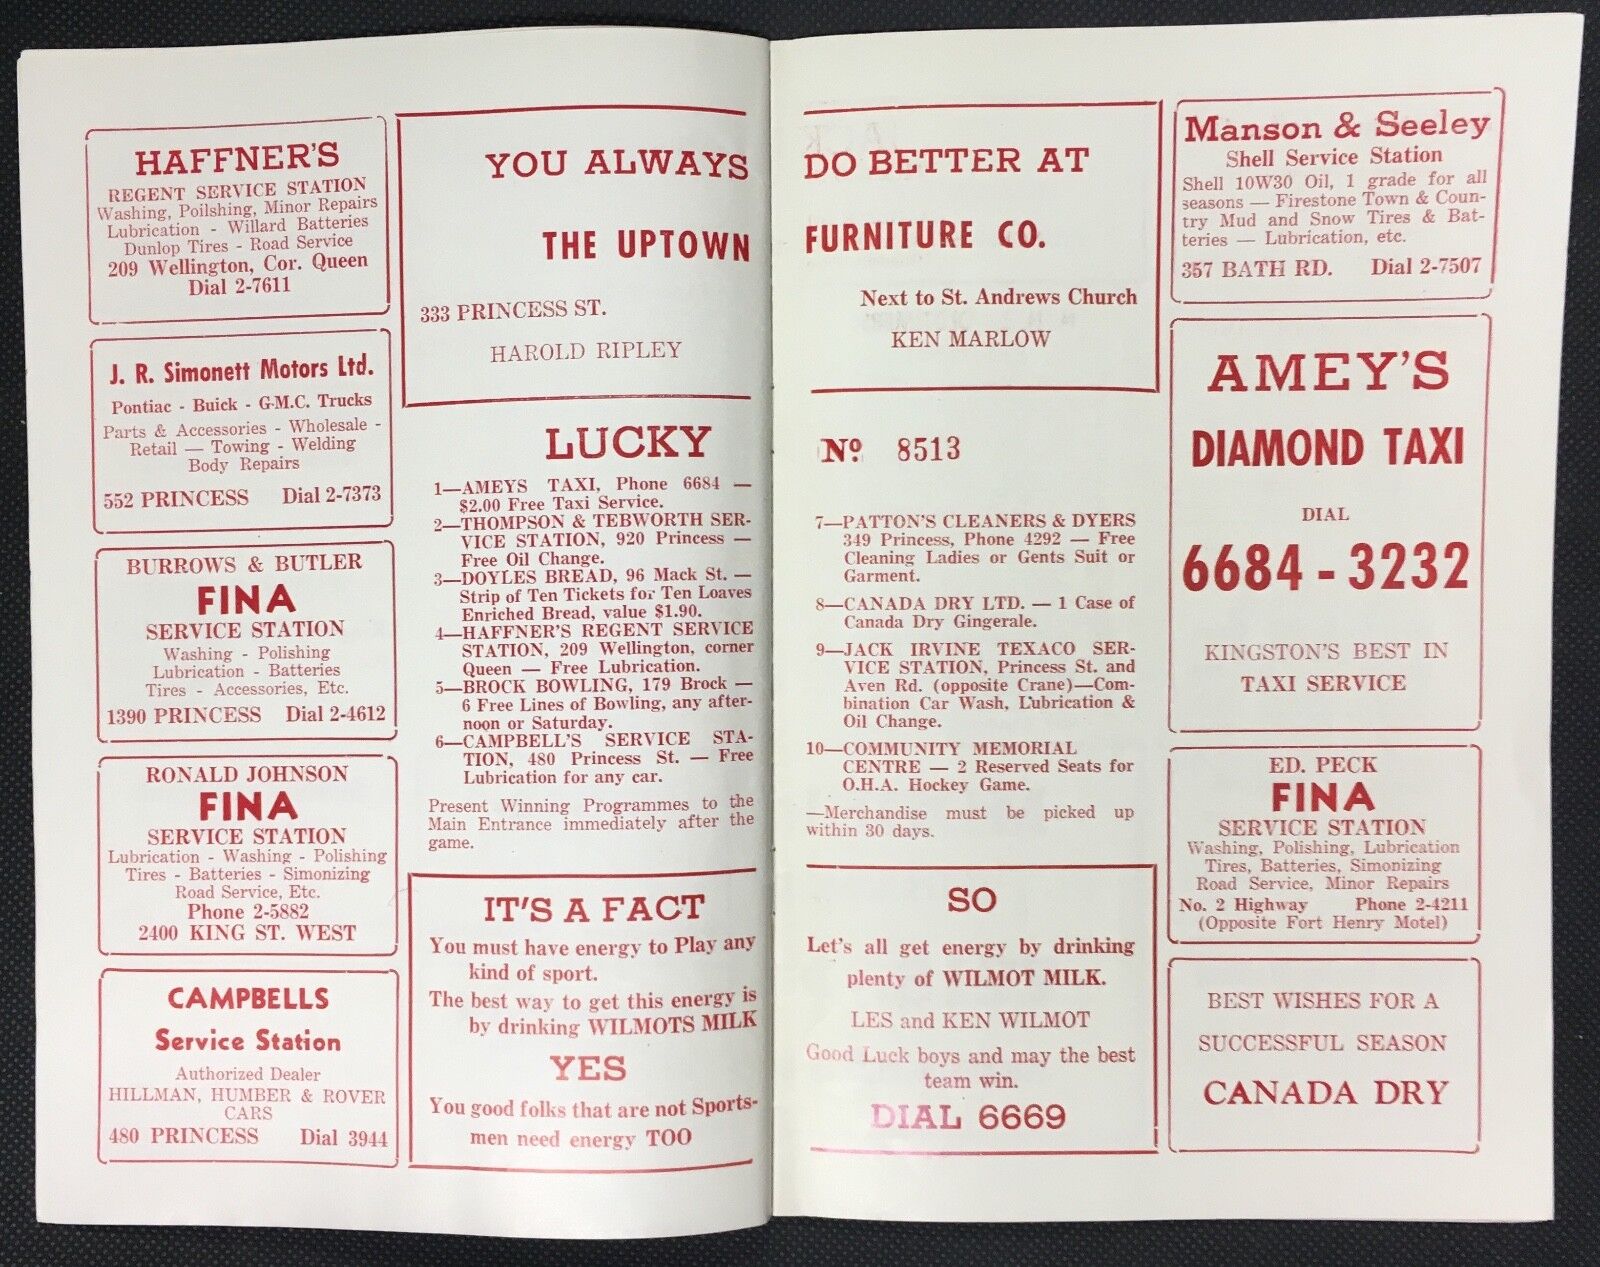 HAFFNER'S
REGENT SERVICE STATION
Washing, Poilshing, Minor Repairs
Lubrication - Willard Batteries
Dunlop Tires - Road Service
209 Wellington, Cor. Queen
Dial 2-7611
J. R. Simonett Motors Ltd.
Pontiac - Buick - G.M.C. Trucks
Parts & Accessories - Wholesale -
Retail — Towing - Welding
Body Repairs
552 PRINCESS Dial 2-7373
BURROWS & BUTLER
FINA
SERVICE STATION
Washing - Polishing
Lubrication - Batteries
Tires - Accessories, Etc.
1390 PRINCESS Dial 2-4612
RONALD JOHNSON
FINA
SERVICE STATION
Lubrication - Washing - Polishing
Tires - Batteries - Simonizing
Road Service, Etc.
Phone 2-5882
2400 KING ST. WEST
CAMPBELLS
Service Station
Authorized Dealer
HILLMAN, HUMBER & ROVER
CARS
480 PRINCESS Dial 3944
YOU ALWAYS DO BETTER AT
THE UPTOWN FURNITURE CO.
333 PRINCESS ST. Next to St. Andrews Church
HAROLD RIPLEY KEN MARLOW
LUCKY Nº 8513
1—AMEYS TAXI, Phone 6684 —
$2.00 Free Taxi Service.
2—THOMPSON & TEBWORTH SER-
VICE STATION, 920 Princess —
Free Oil Change.
3—DOYLES BREAD, 96 Mack St. —
Strip of Ten Tickets for Ten Loaves
Enriched Bread, value $1.90.
4—HAFFNER'S REGENT SERVICE
STATION, 209 Wellington, corner
Queen — Free Lubrication.
5—BROCK BOWLING, 179 Brock —
6 Free Lines of Bowling, any after-
noon or Saturday.
6—CAMPBELL'S SERVICE STA-
TION, 480 Princess St. — Free
Lubrication for any car.
Present Winning Programmes to the
Main Entrance immediately after the
game.
7—PATTON'S CLEANERS & DYERS
349 Princess, Phone 4292 — Free
Cleaning Ladies or Gents Suit or
Garment.
8—CANADA DRY LTD. — 1 Case of
Canada Dry Gingerale.
9—JACK IRVINE TEXACO SER-
VICE STATION, Princess St. and
Aven Rd. (opposite Crane)—Com-
bination Car Wash, Lubrication &
Oil Change.
10—COMMUNITY MEMORIAL
CENTRE — 2 Reserved Seats for
O.H.A. Hockey Game.
—Merchandise must be picked up
within 30 days.
IT'S A FACT
You must have energy to Play any
kind of sport.
The best way to get this energy is
by drinking WILMOTS MILK
YES
You good folks that are not Sports-
men need energy TOO
SO
Let's all get energy by drinking
plenty of WILMOT MILK.
LES and KEN WILMOT
Good Luck boys and may the best
team win.
DIAL 6669
Manson & Seeley
Shell Service Station
Shell 10W30 Oil, 1 grade for all
seasons — Firestone Town & Coun-
try Mud and Snow Tires & Bat-
teries — Lubrication, etc.
357 BATH RD. Dial 2-7507
AMEY'S
DIAMOND TAXI
DIAL
6684 - 3232
KINGSTON'S BEST IN
TAXI SERVICE
ED. PECK
FINA
SERVICE STATION
Washing, Polishing, Lubrication
Tires, Batteries, Simonizing
Road Service, Minor Repairs
No. 2 Highway Phone 2-4211
(Opposite Fort Henry Motel)
BEST WISHES FOR A
SUCCESSFUL SEASON
CANADA DRY